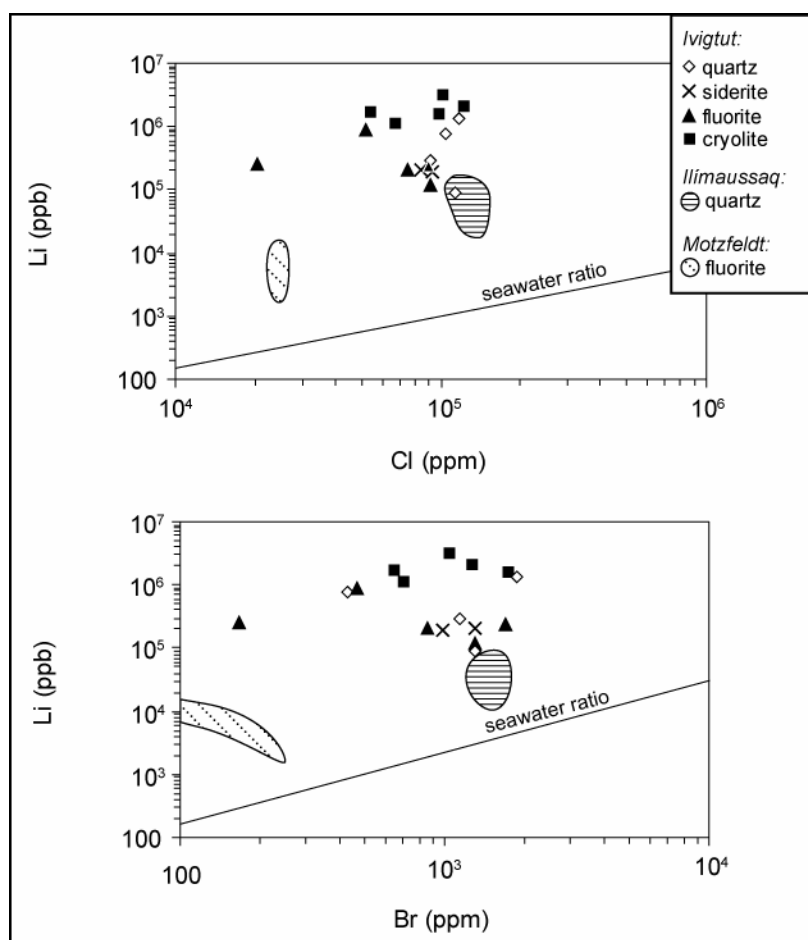 10⁷
10⁶
10⁵
10⁴
10³
100
Li (ppb)
seawater ratio
10⁴
10⁵
10⁶
Cl (ppm)
Ivigtut:
quartz
siderite
fluorite
cryolite
Ilimaussaq:
quartz
Motzfeldt:
fluorite
10⁷
10⁶
10⁵
10⁴
10³
100
Li (ppb)
seawater ratio
100
10³
10⁴
Br (ppm)